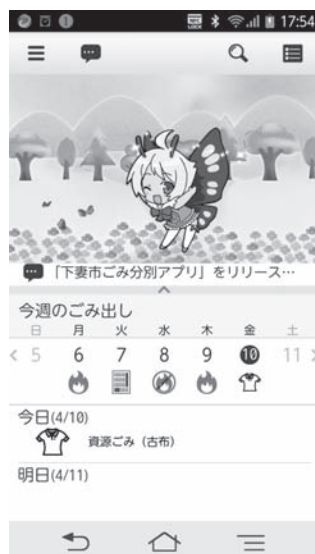 17:54
「下妻市ごみ分別アプリ」をリリース…
今週のごみ出し
日 月 火 水 木 金 土
5 6 7 8 9 10 11
今日(4/10)
資源ごみ (古布)
明日(4/11)